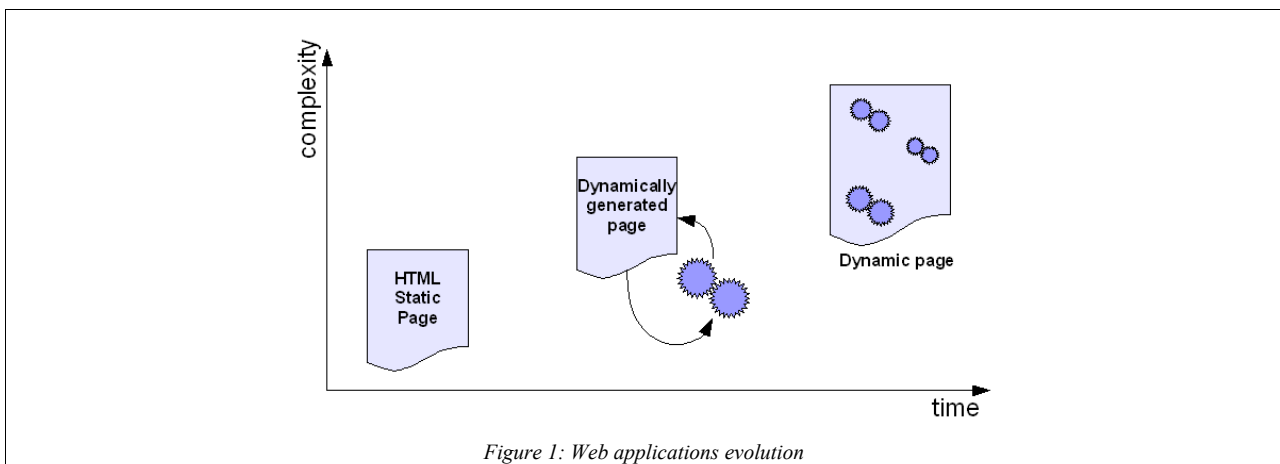 complexity
HTML
Static
Page
Dynamically
generated
page
Dynamic page
time
Figure 1: Web applications evolution